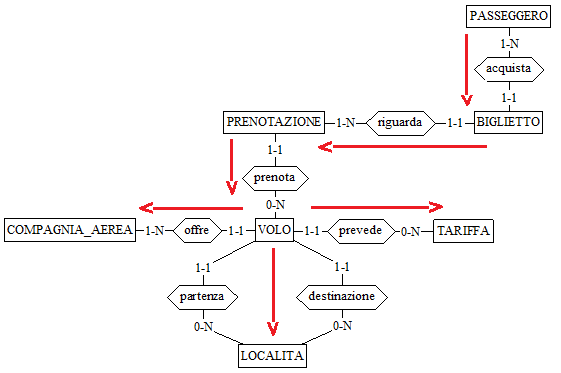 PASSEGGERO
1-N
acquista
1-1
PRENOTAZIONE 1-N riguarda 1-1 BIGLIETTO
1-1
prenota
0-N
COMPAGNIA_AEREA 1-N offre 1-1 VOLO 1-1 prevede 0-N TARIFFA
1-1 1-1
partenza destinazione
0-N 0-N
LOCALITA